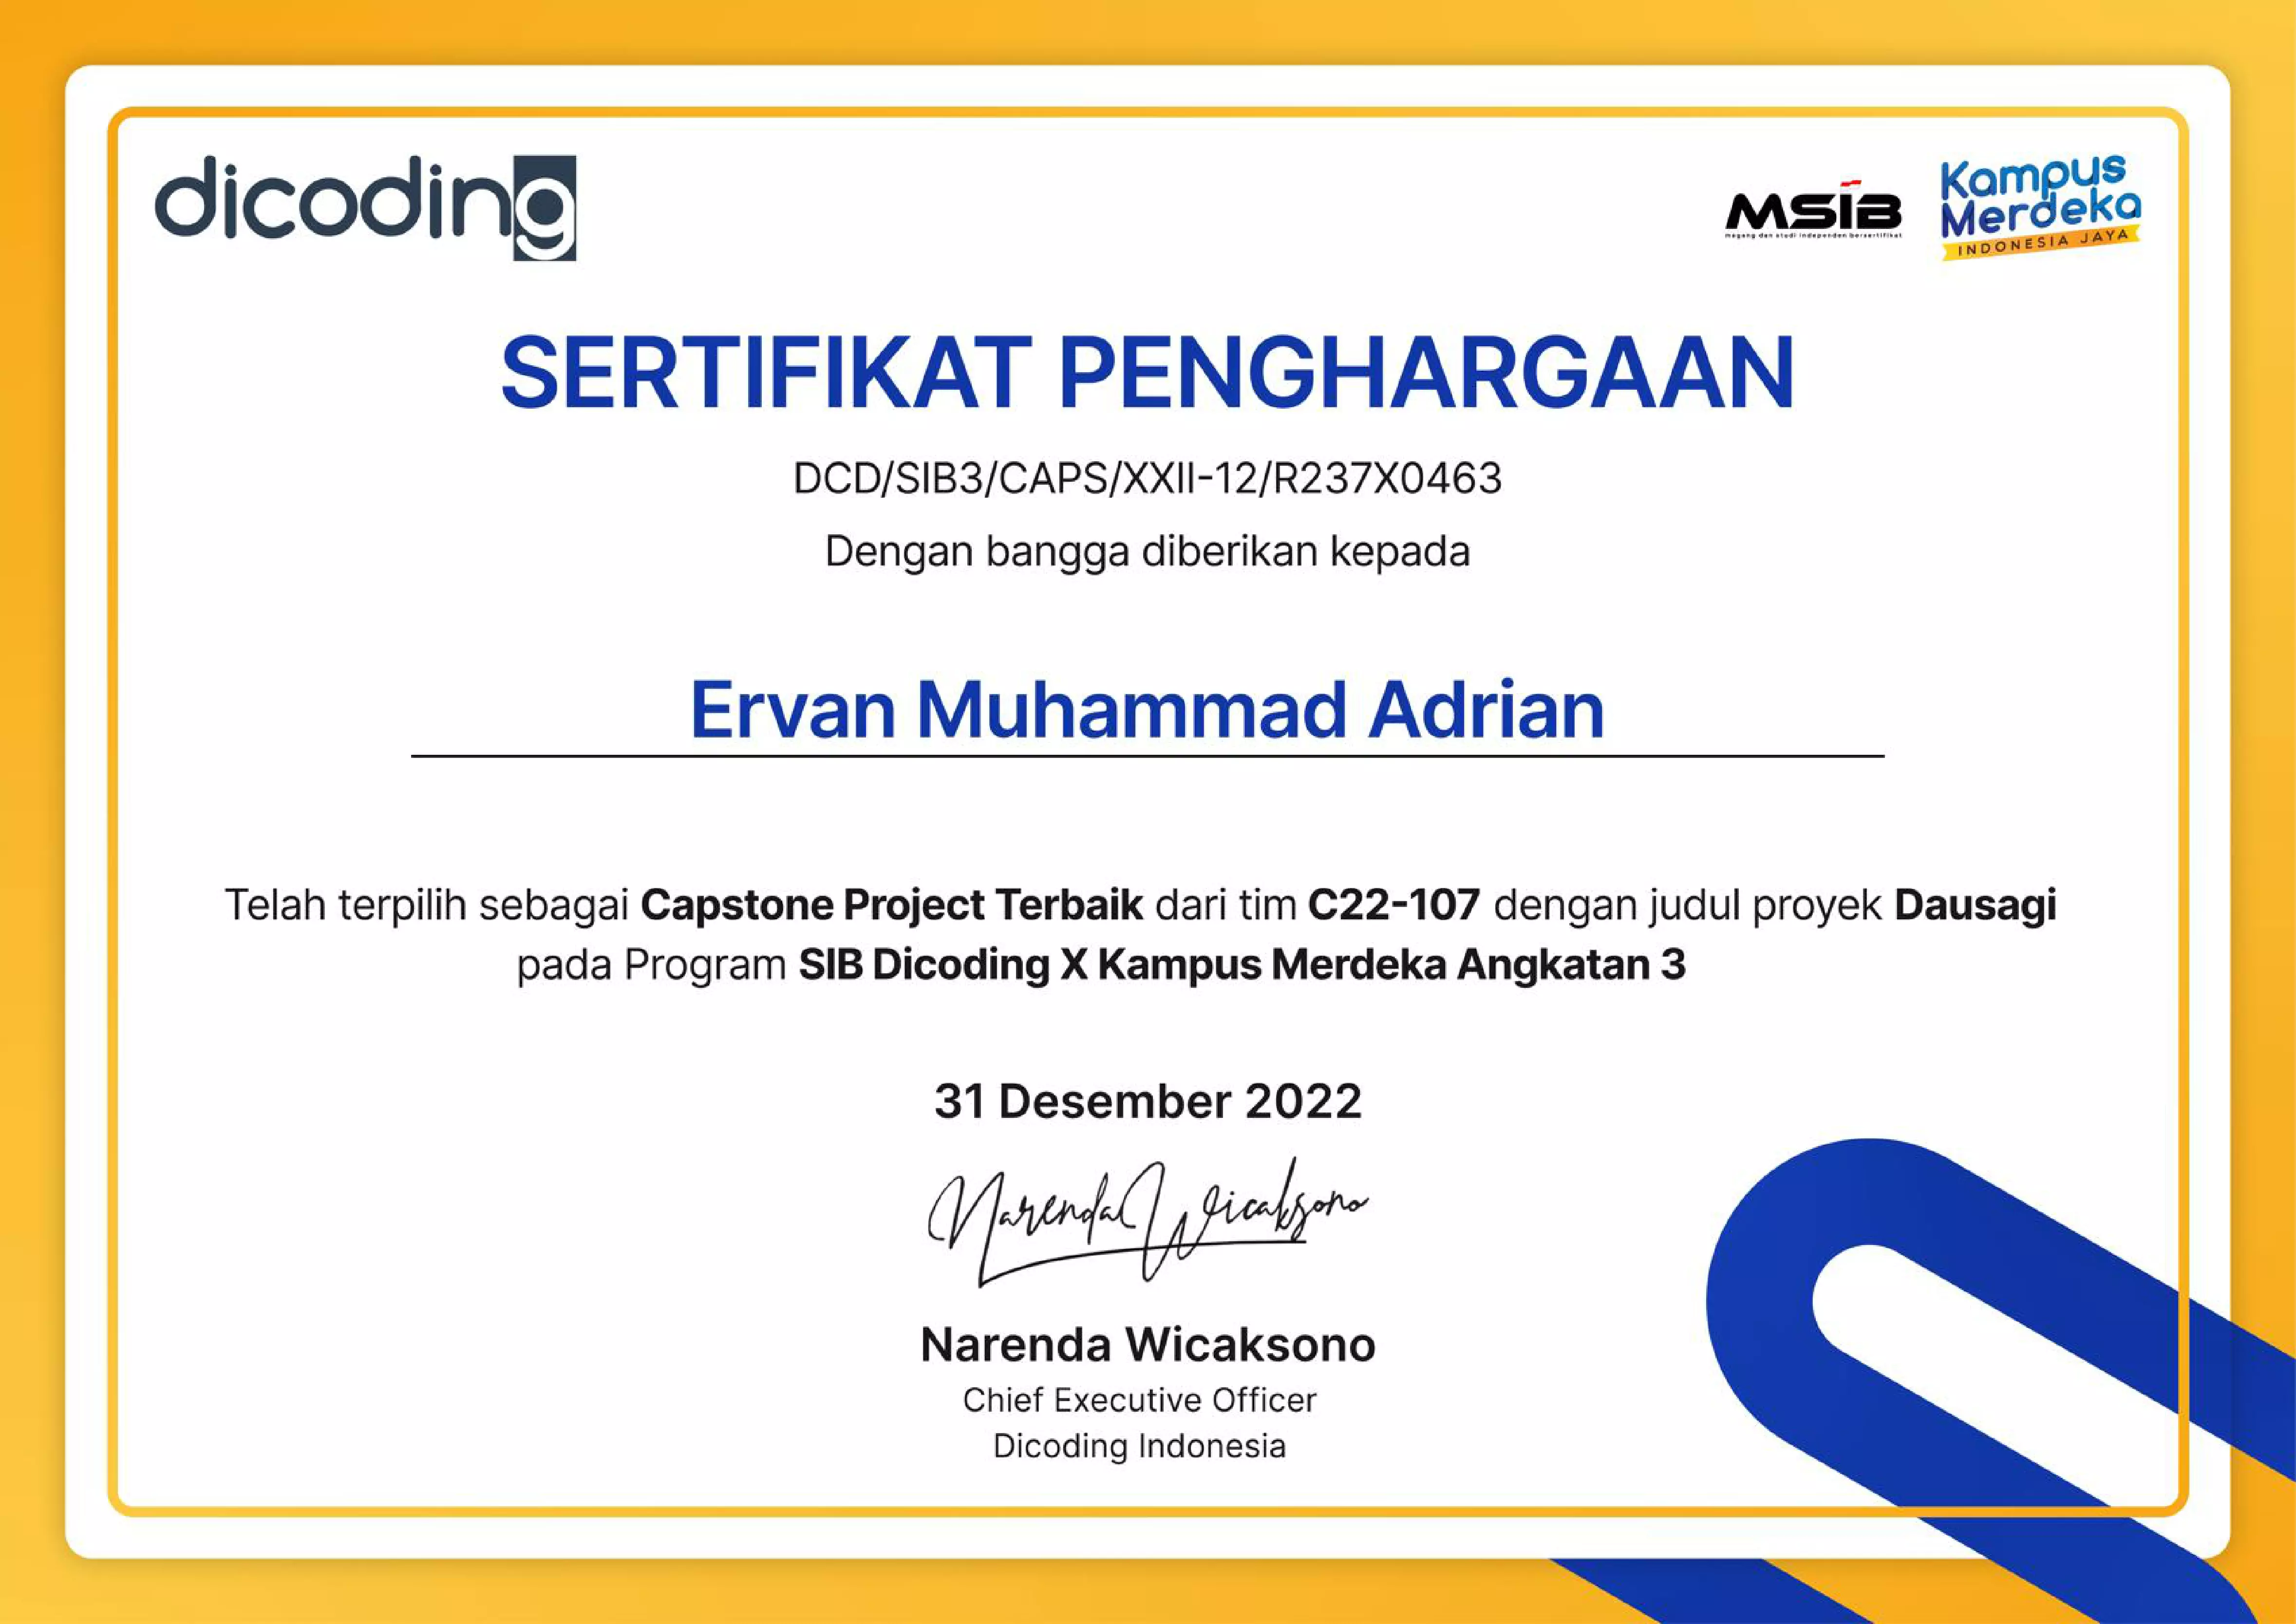 dicoding
MSIB
magang dan studi independen bersertifikat
Kampus
Merdeka
INDONESIA JAYA
SERTIFIKAT PENGHARGAAN
DCD/SIB3/CAPS/XXII-12/R237X0463
Dengan bangga diberikan kepada
Ervan Muhammad Adrian
Telah terpilih sebagai Capstone Project Terbaik dari tim C22-107 dengan judul proyek Dausagi
pada Program SIB Dicoding X Kampus Merdeka Angkatan 3
31 Desember 2022
Narenda Wicaksono
Narenda Wicaksono
Chief Executive Officer
Dicoding Indonesia